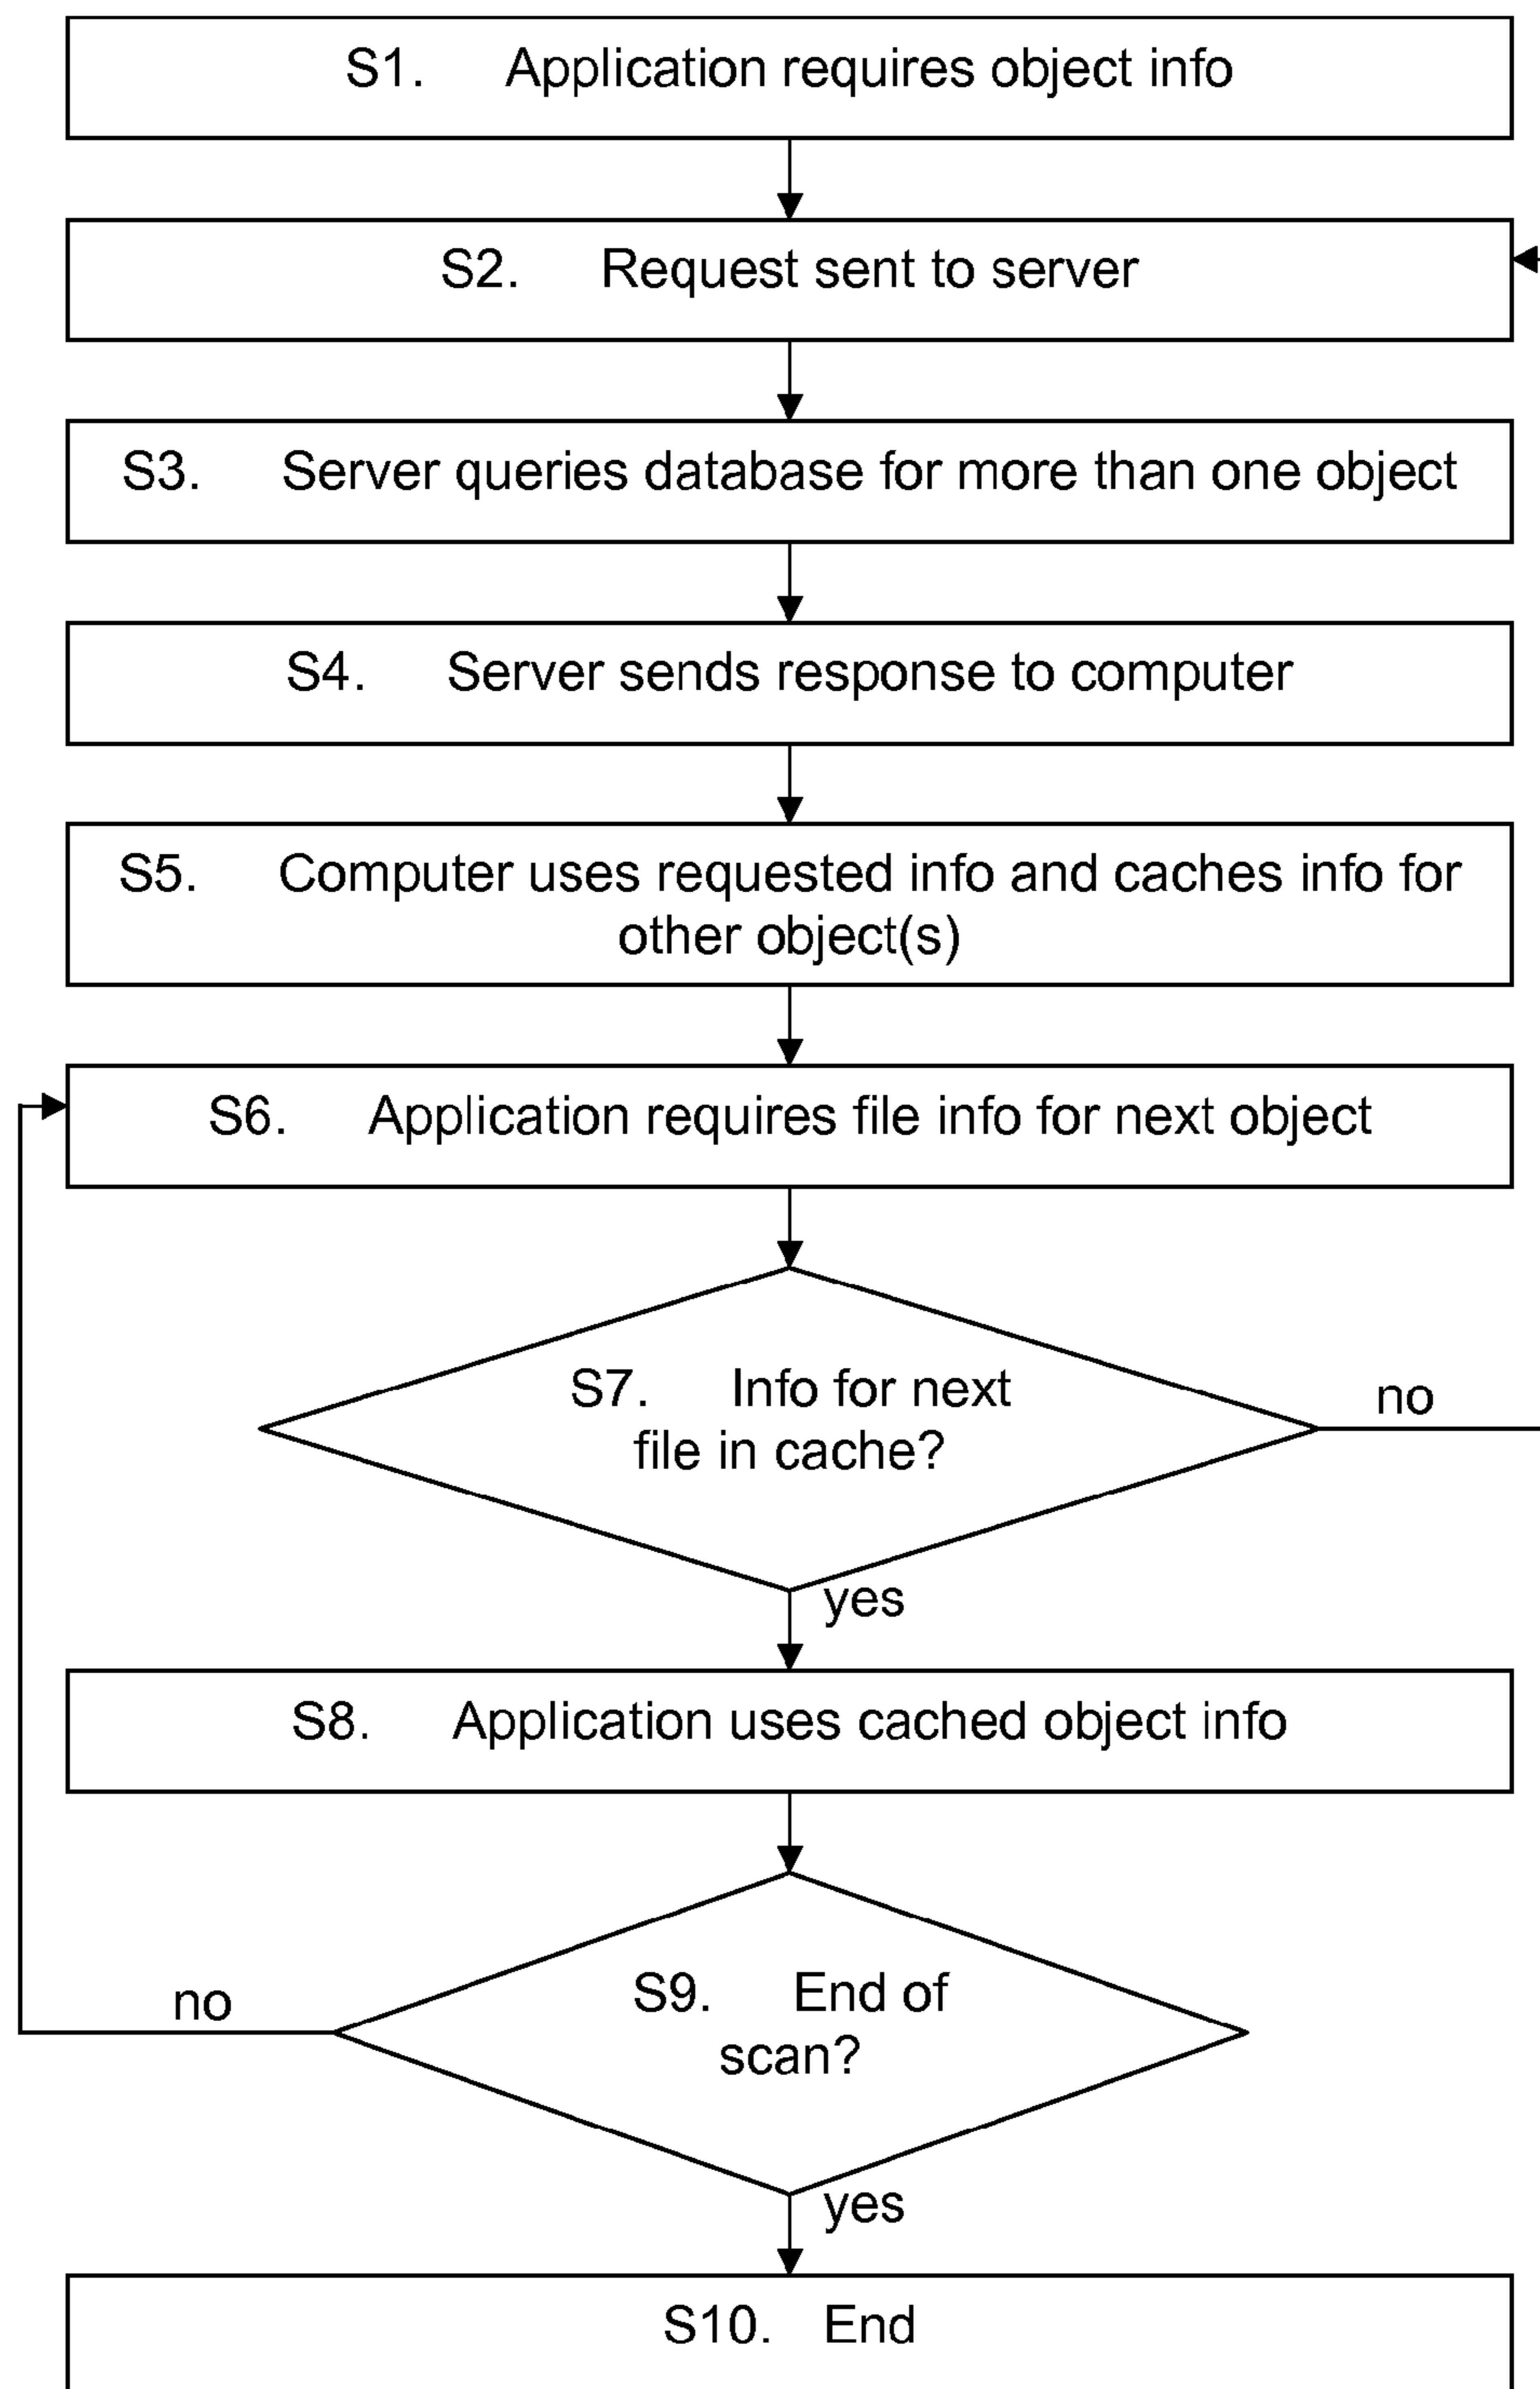 S1. Application requires object info
S2. Request sent to server
S3. Server queries database for more than one object
S4. Server sends response to computer
S5. Computer uses requested info and caches info for
other object(s)
S6. Application requires file info for next object
S7. Info for next
file in cache?
no
yes
S8. Application uses cached object info
S9. End of
scan?
no
yes
S10. End